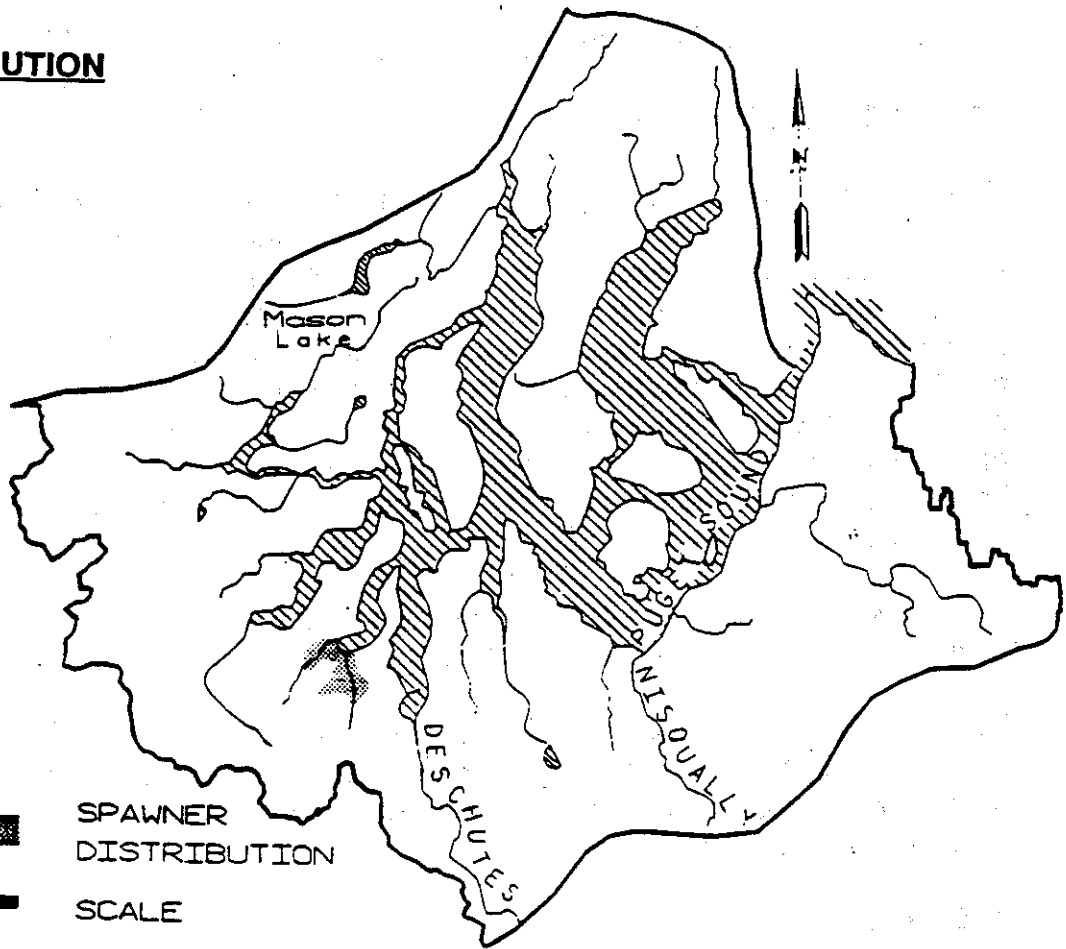 UTION
N
Mason
Lake
PUGET SOUND
NISQUALLY
DESCHUTES
SPAWNER
DISTRIBUTION
SCALE